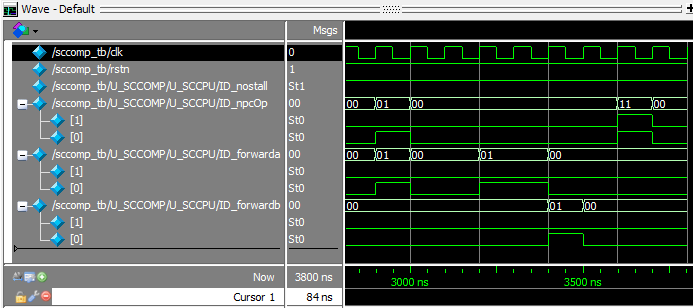 Wave - Default
Msgs
/sccomp_tb/clk 0
/sccomp_tb/rstn 1
/sccomp_tb/U_SCCOMP/U_SCCPU/ID_nostall St1
/sccomp_tb/U_SCCOMP/U_SCCPU/ID_npcOp 00 00 01 00 11 00
[1] St0
[0] St0
/sccomp_tb/U_SCCOMP/U_SCCPU/ID_forwarda 00 00 01 00 01 00
[1] St0
[0] St0
/sccomp_tb/U_SCCOMP/U_SCCPU/ID_forwardb 00 00 01 00
[1] St0
[0] St0
Now 3800 ns 3000 ns 3500 ns
Cursor 1 84 ns